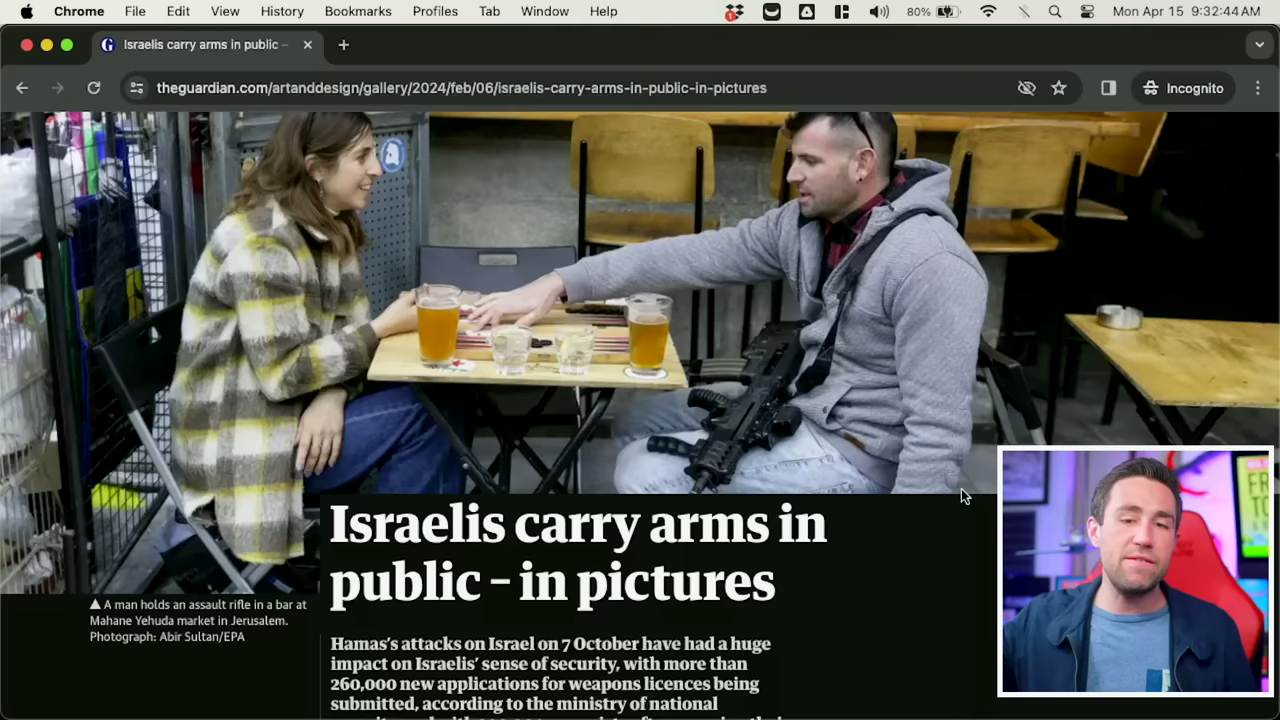 Chrome File Edit View History Bookmarks Profiles Tab Window Help 1 80% Mon Apr 15 9:32:44 AM
Israelis carry arms in public –
theguardian.com/artanddesign/gallery/2024/feb/06/israelis-carry-arms-in-public-in-pictures Incognito
Israelis carry arms in
public – in pictures
▲ A man holds an assault rifle in a bar at
Mahane Yehuda market in Jerusalem.
Photograph: Abir Sultan/EPA
Hamas's attacks on Israel on 7 October have had a huge
impact on Israelis' sense of security, with more than
260,000 new applications for weapons licences being
submitted, according to the ministry of national